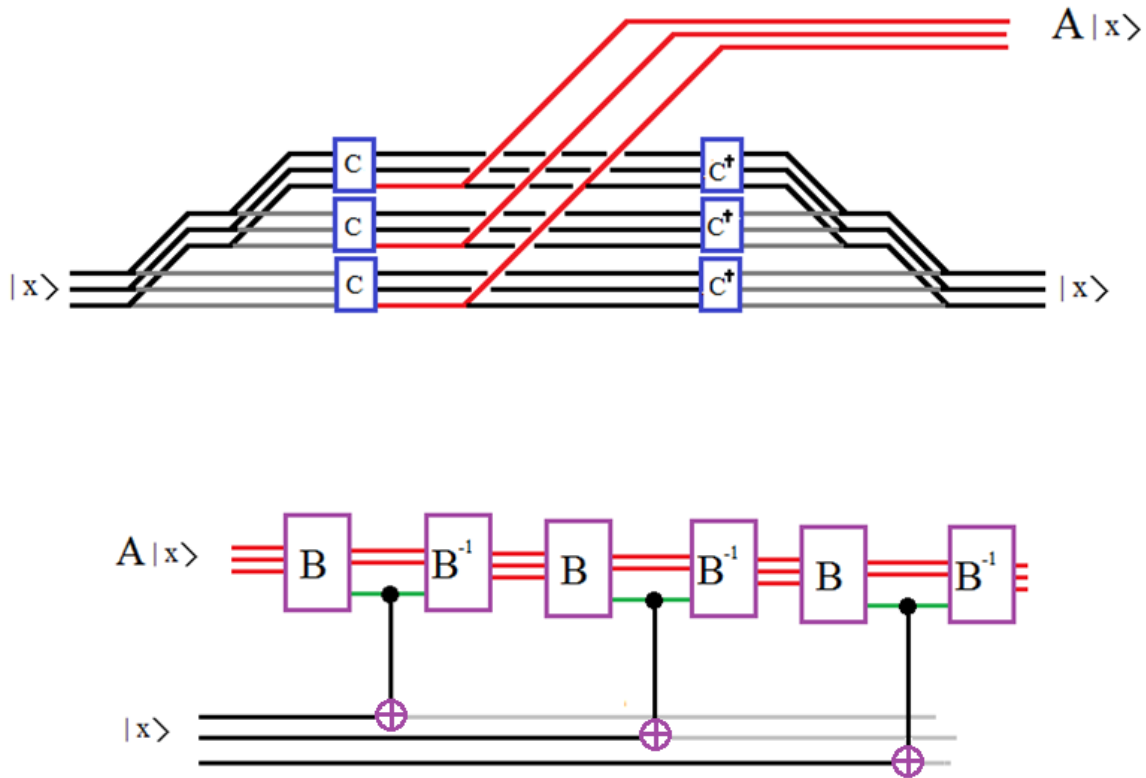 A | x ⟩
C C†
C C†
| x ⟩ C C† | x ⟩
A | x ⟩ B B⁻¹ B B⁻¹ B B⁻¹
| x ⟩